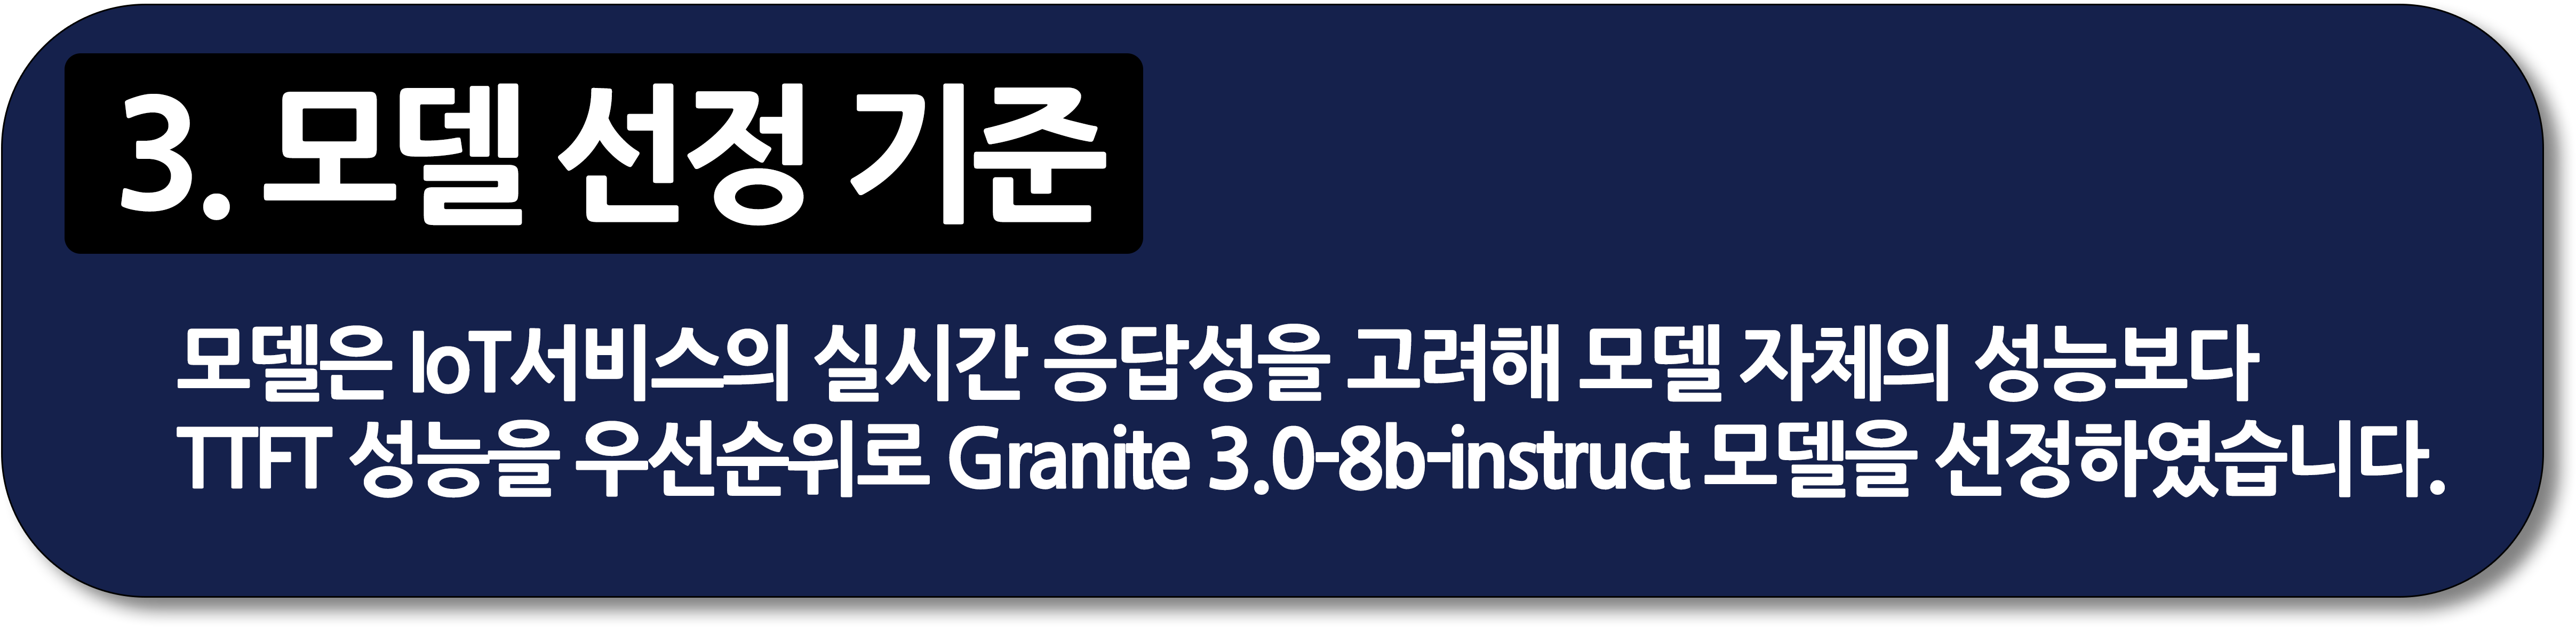 3. 모델 선정 기준
모델은 IoT서비스의 실시간 응답성을 고려해 모델 자체의 성능보다
TTFT 성능을 우선순위로 Granite 3.0-8b-instruct 모델을 선정하였습니다.